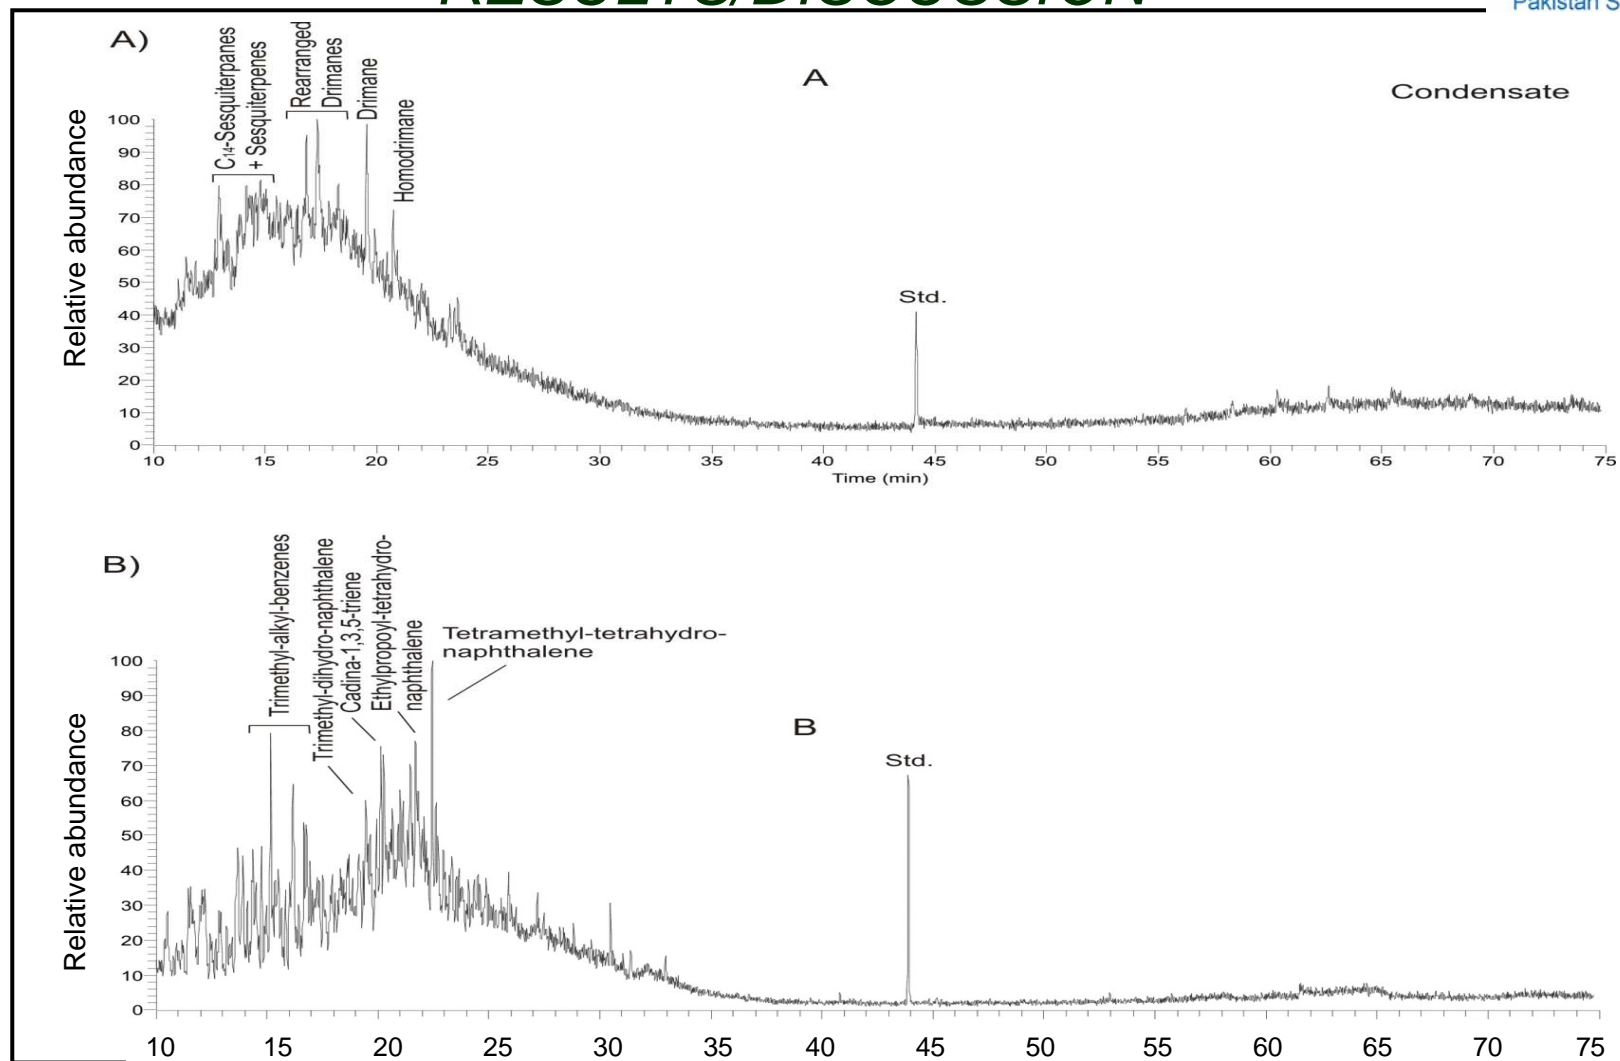 RESULTS/DISCUSSION
Pakistan S
A)
C₁₄-Sesquiterpanes
+ Sesquiterpenes
Rearranged
Drimanes
Drimane
Homodrimane
A
Condensate
Relative abundance
100
90
80
70
60
50
40
30
20
10
0
Std.
10 15 20 25 30 35 40 45 50 55 60 65 70 75
Time (min)
B)
Trimethyl-alkyl-benzenes
Trimethyl-dihydro-naphthalene
Cadina-1,3,5-triene
Ethylpropoyl-tetrahydro-
naphthalene
Tetramethyl-tetrahydro-
naphthalene
B
Relative abundance
100
90
80
70
60
50
40
30
20
10
0
Std.
10 15 20 25 30 35 40 45 50 55 60 65 70 75